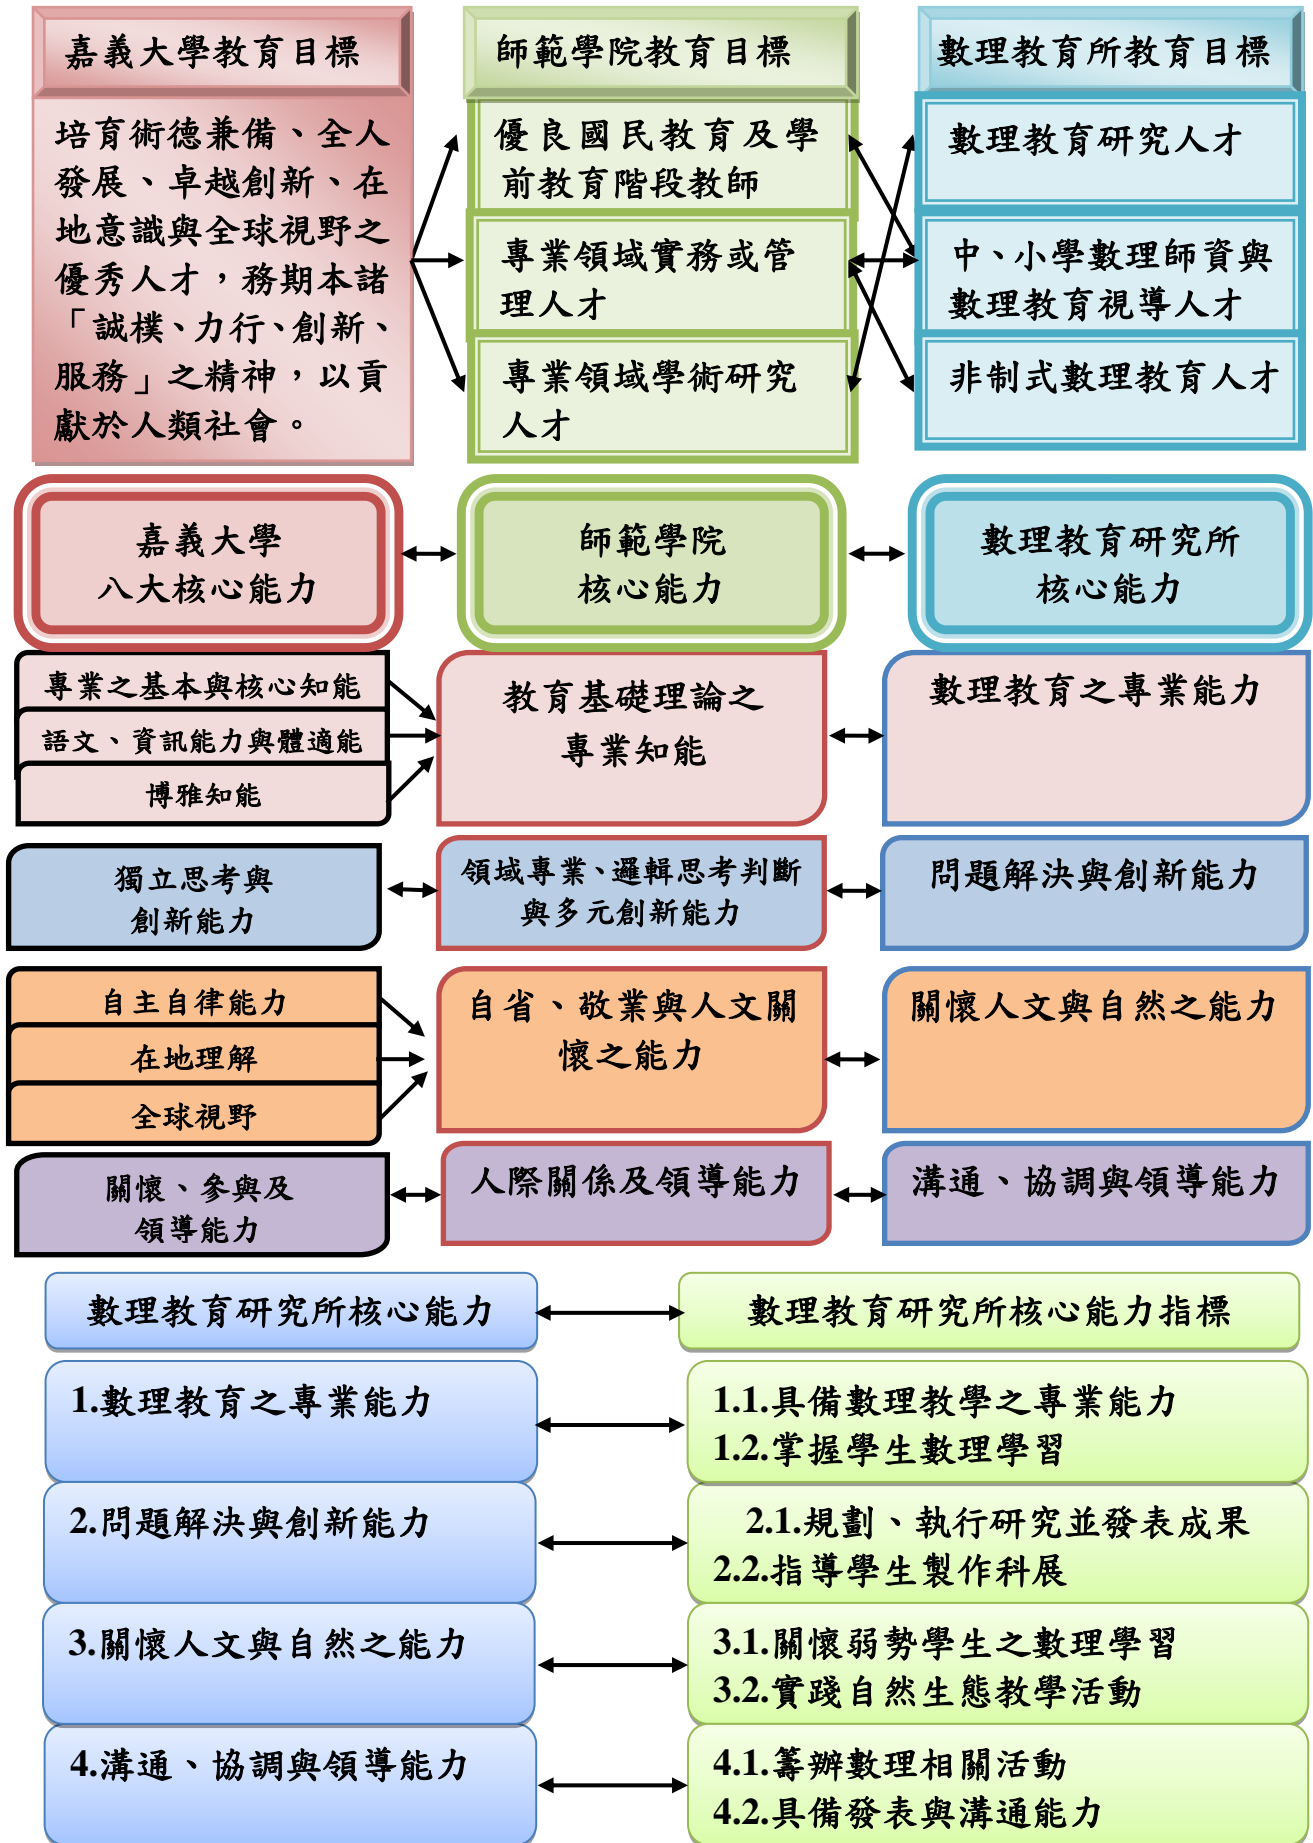 嘉義大學教育目標
培育術德兼備、全人
發展、卓越創新、在
地意識與全球視野之
優秀人才，務期本諸
「誠樸、力行、創新、
服務」之精神，以貢
獻於人類社會。
師範學院教育目標
優良國民教育及學
前教育階段教師
專業領域實務或管
理人才
專業領域學術研究
人才
數理教育所教育目標
數理教育研究人才
中、小學數理師資與
數理教育視導人才
非制式數理教育人才
嘉義大學
八大核心能力
師範學院
核心能力
數理教育研究所
核心能力
專業之基本與核心知能
語文、資訊能力與體適能
博雅知能
教育基礎理論之
專業知能
數理教育之專業能力
獨立思考與
創新能力
領域專業、邏輯思考判斷
與多元創新能力
問題解決與創新能力
自主自律能力
在地理解
全球視野
自省、敬業與人文關
懷之能力
關懷人文與自然之能力
關懷、參與及
領導能力
人際關係及領導能力
溝通、協調與領導能力
數理教育研究所核心能力
數理教育研究所核心能力指標
1.數理教育之專業能力
1.1.具備數理教學之專業能力
1.2.掌握學生數理學習
2.問題解決與創新能力
2.1.規劃、執行研究並發表成果
2.2.指導學生製作科展
3.關懷人文與自然之能力
3.1.關懷弱勢學生之數理學習
3.2.實踐自然生態教學活動
4.溝通、協調與領導能力
4.1.籌辦數理相關活動
4.2.具備發表與溝通能力